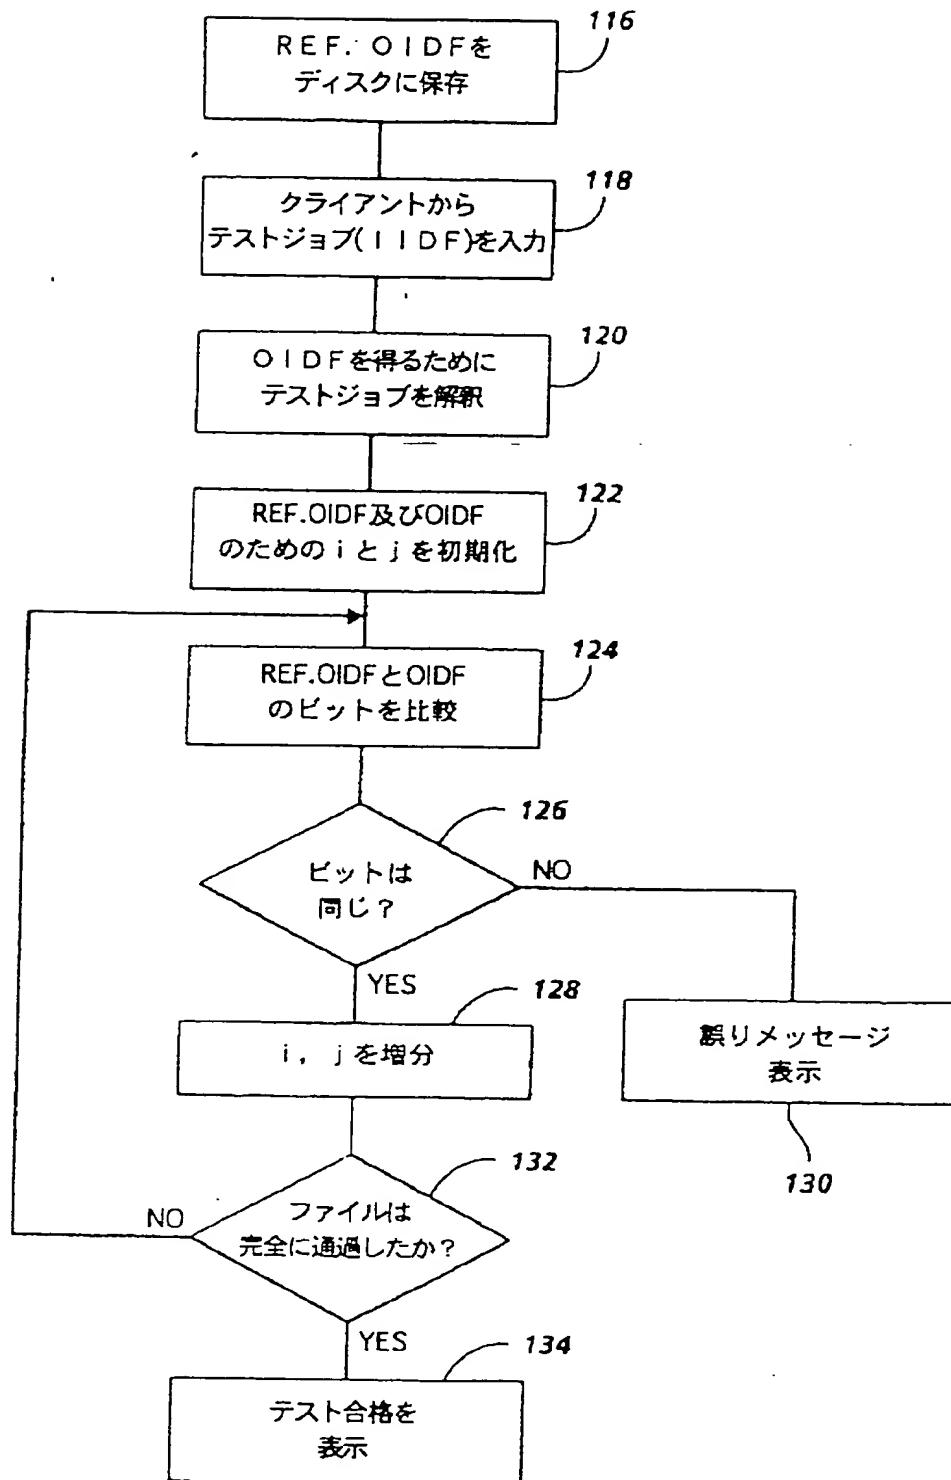 116
REF. OIDFを
ディスクに保存
118
クライアントから
テストジョブ(IIDF)を入力
120
OIDFを得るために
テストジョブを解釈
122
REF.OIDF及びOIDF
のためのiとjを初期化
124
REF.OIDFとOIDF
のビットを比較
126
ビットは
同じ?
NO
YES
128
i, jを増分
誤りメッセージ
表示
130
132
ファイルは
完全に通過したか?
NO
YES
134
テスト合格を
表示